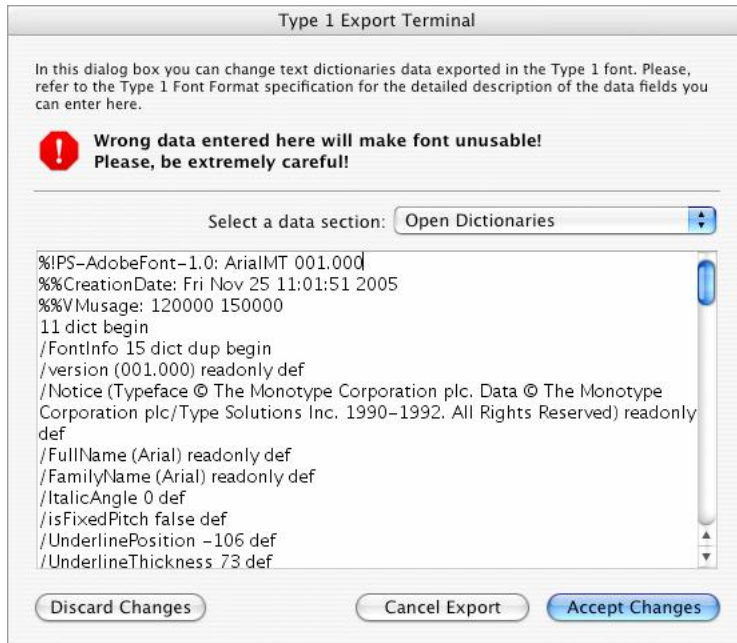 Type 1 Export Terminal
In this dialog box you can change text dictionaries data exported in the Type 1 font. Please,
refer to the Type 1 Font Format specification for the detailed description of the data fields you
can enter here.
Wrong data entered here will make font unusable!
Please, be extremely careful!
Select a data section: Open Dictionaries
%!PS-AdobeFont-1.0: ArialMT 001.000
%%CreationDate: Fri Nov 25 11:01:51 2005
%%VMusage: 120000 150000
11 dict begin
/FontInfo 15 dict dup begin
/version (001.000) readonly def
/Notice (Typeface © The Monotype Corporation plc. Data © The Monotype
Corporation plc/Type Solutions Inc. 1990-1992. All Rights Reserved) readonly
def
/FullName (Arial) readonly def
/FamilyName (Arial) readonly def
/ItalicAngle 0 def
/isFixedPitch false def
/UnderlinePosition -106 def
/UnderlineThickness 73 def
Discard Changes Cancel Export Accept Changes